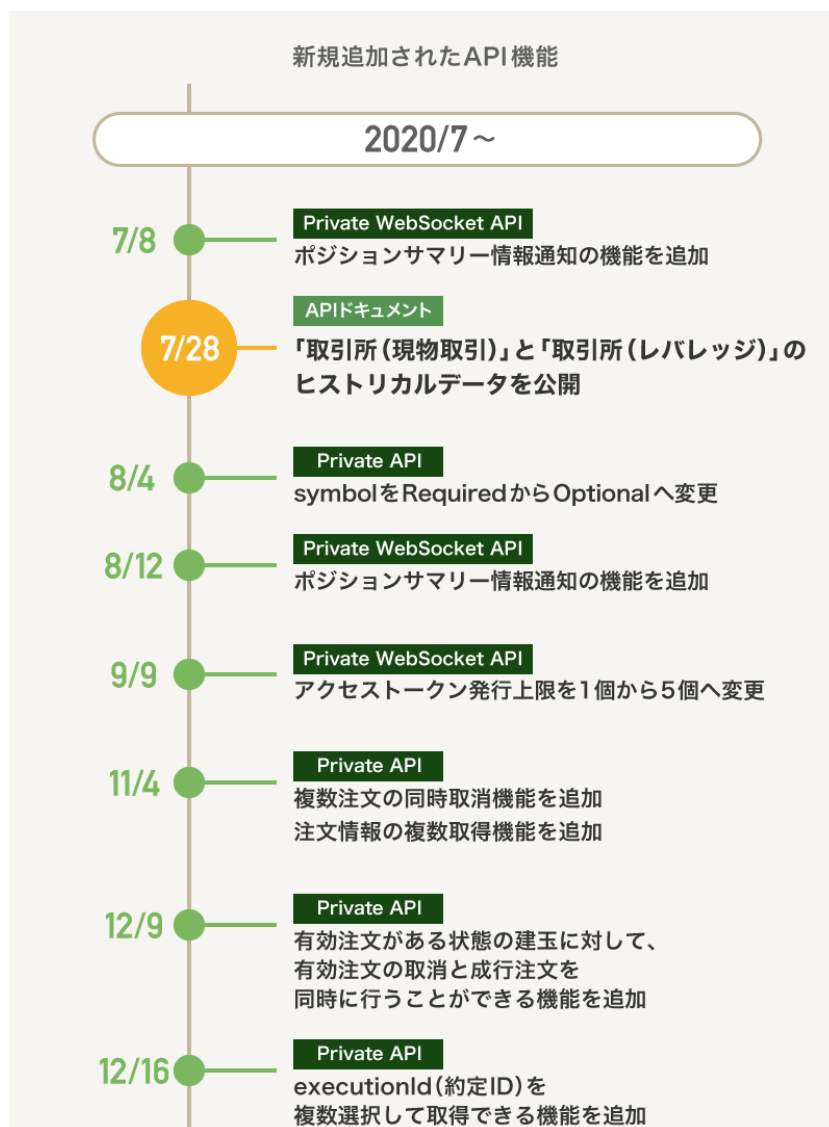 新規追加されたAPI機能
2020/7～
7/8
Private WebSocket API
ポジションサマリー情報通知の機能を追加
7/28
APIドキュメント
「取引所(現物取引)」と「取引所(レバレッジ)」の
ヒストリカルデータを公開
8/4
Private API
symbolをRequiredからOptionalへ変更
8/12
Private WebSocket API
ポジションサマリー情報通知の機能を追加
9/9
Private WebSocket API
アクセストークン発行上限を1個から5個へ変更
11/4
Private API
複数注文の同時取消機能を追加
注文情報の複数取得機能を追加
12/9
Private API
有効注文がある状態の建玉に対して、
有効注文の取消と成行注文を
同時に行うことができる機能を追加
12/16
Private API
executionId(約定ID)を
複数選択して取得できる機能を追加